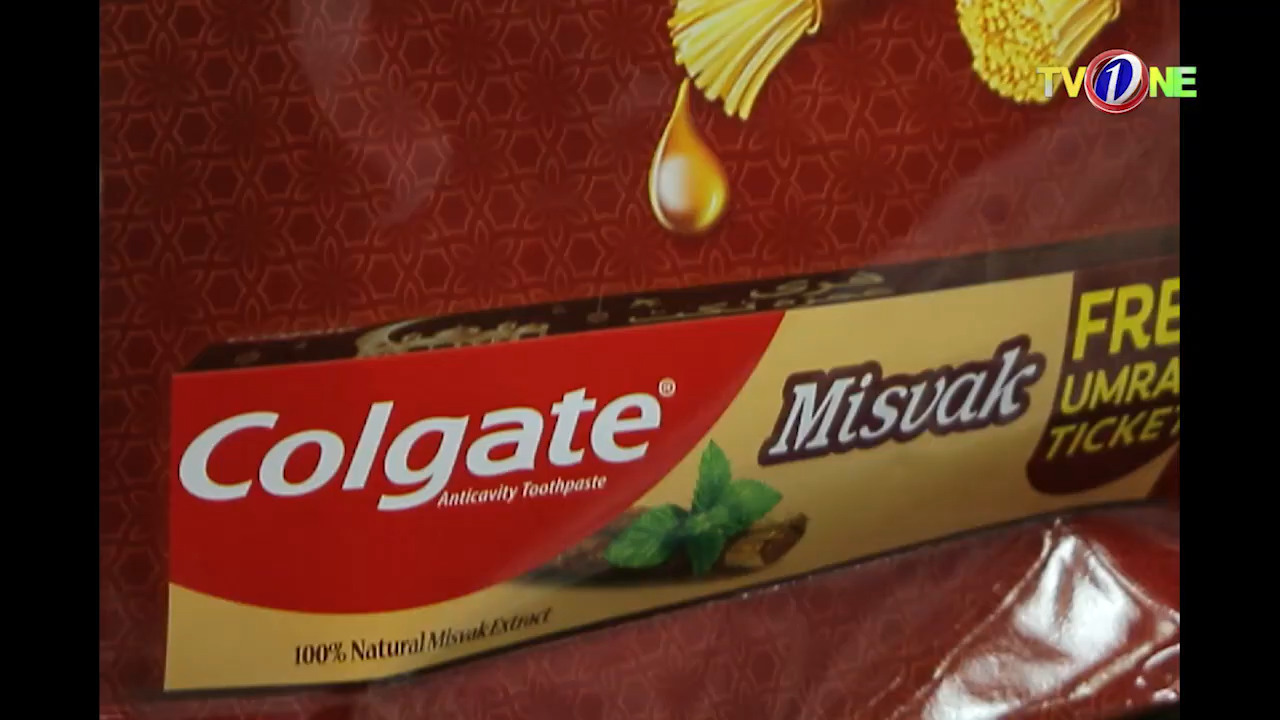 TV1ONE
Colgate®
Anticavity Toothpaste
Misvak
FRE
UMRA
TICKET
100% Natural Misvak Extract